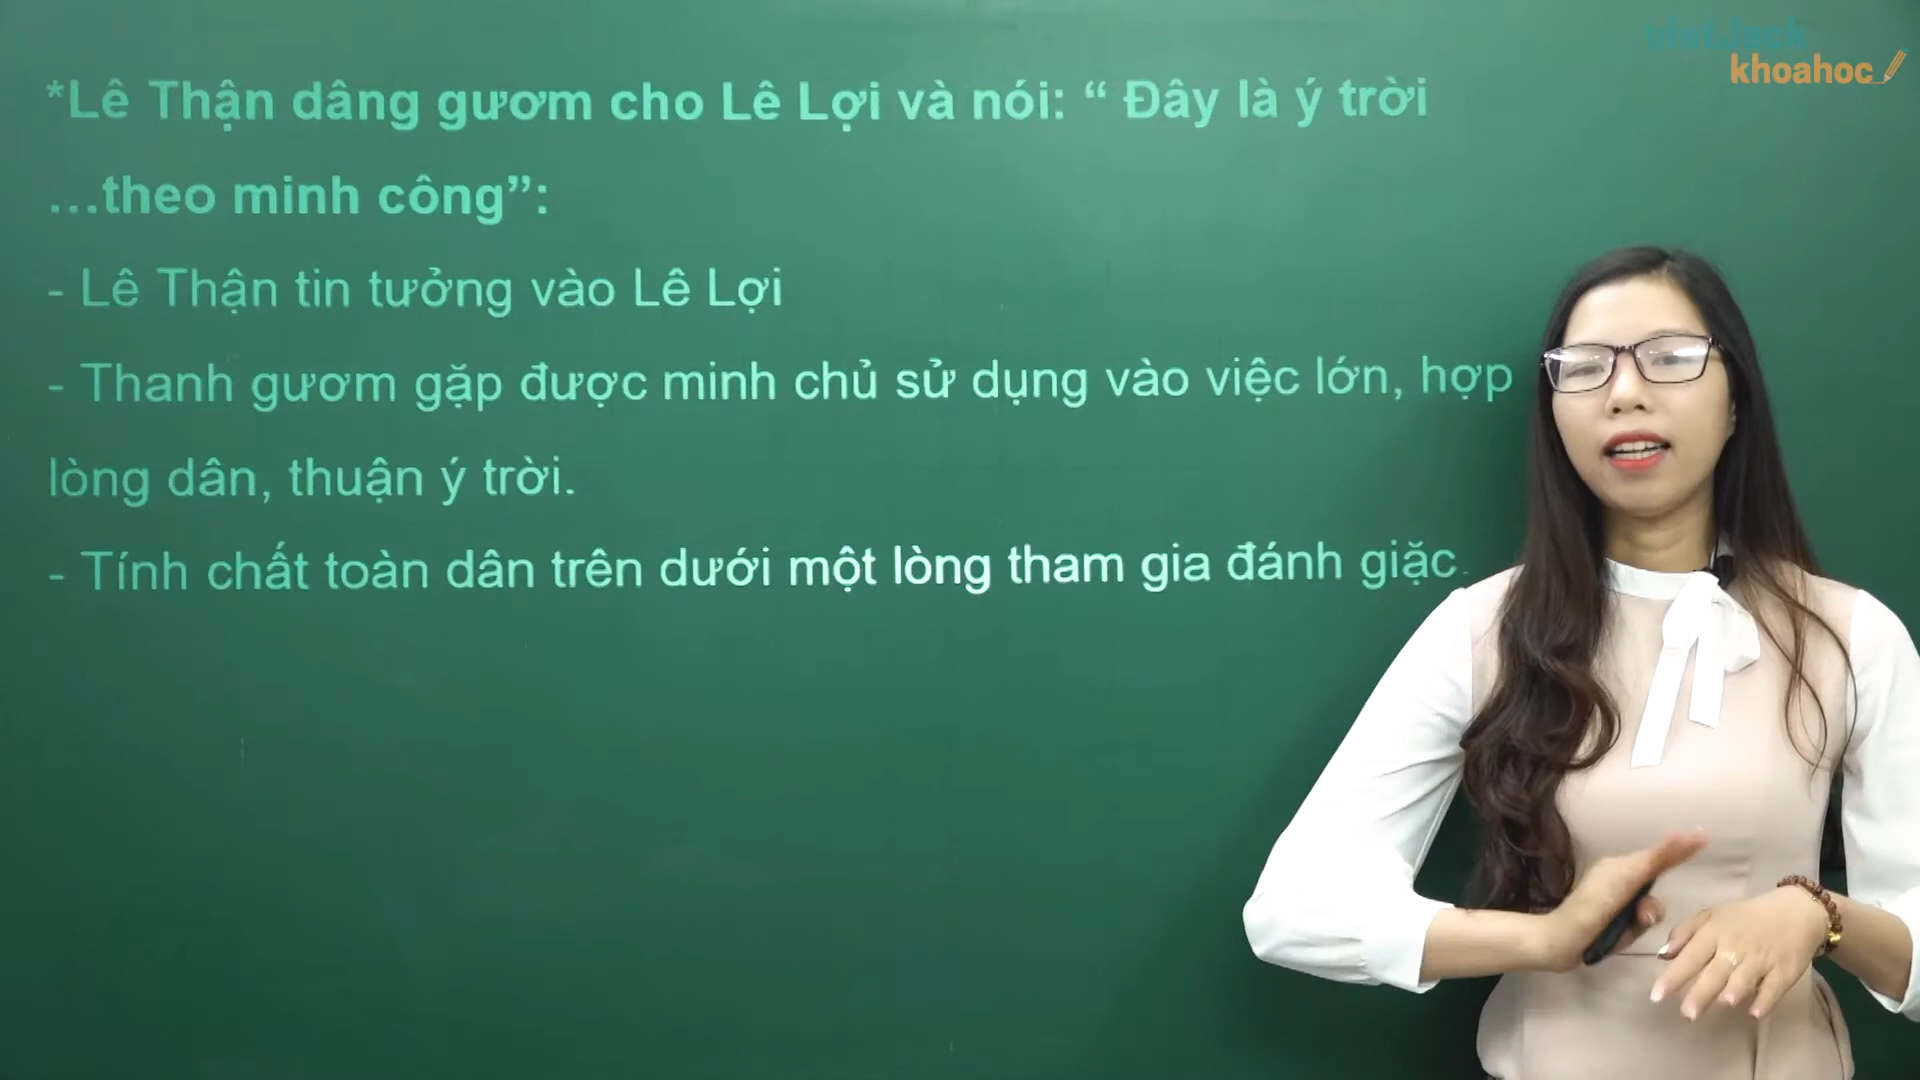 vietJack
khoahoc
*Lê Thận dâng gươm cho Lê Lợi và nói: “ Đây là ý trời
...theo minh công”:
- Lê Thận tin tưởng vào Lê Lợi
- Thanh gươm gặp được minh chủ sử dụng vào việc lớn, hợp
lòng dân, thuận ý trời.
- Tính chất toàn dân trên dưới một lòng tham gia đánh giặc.